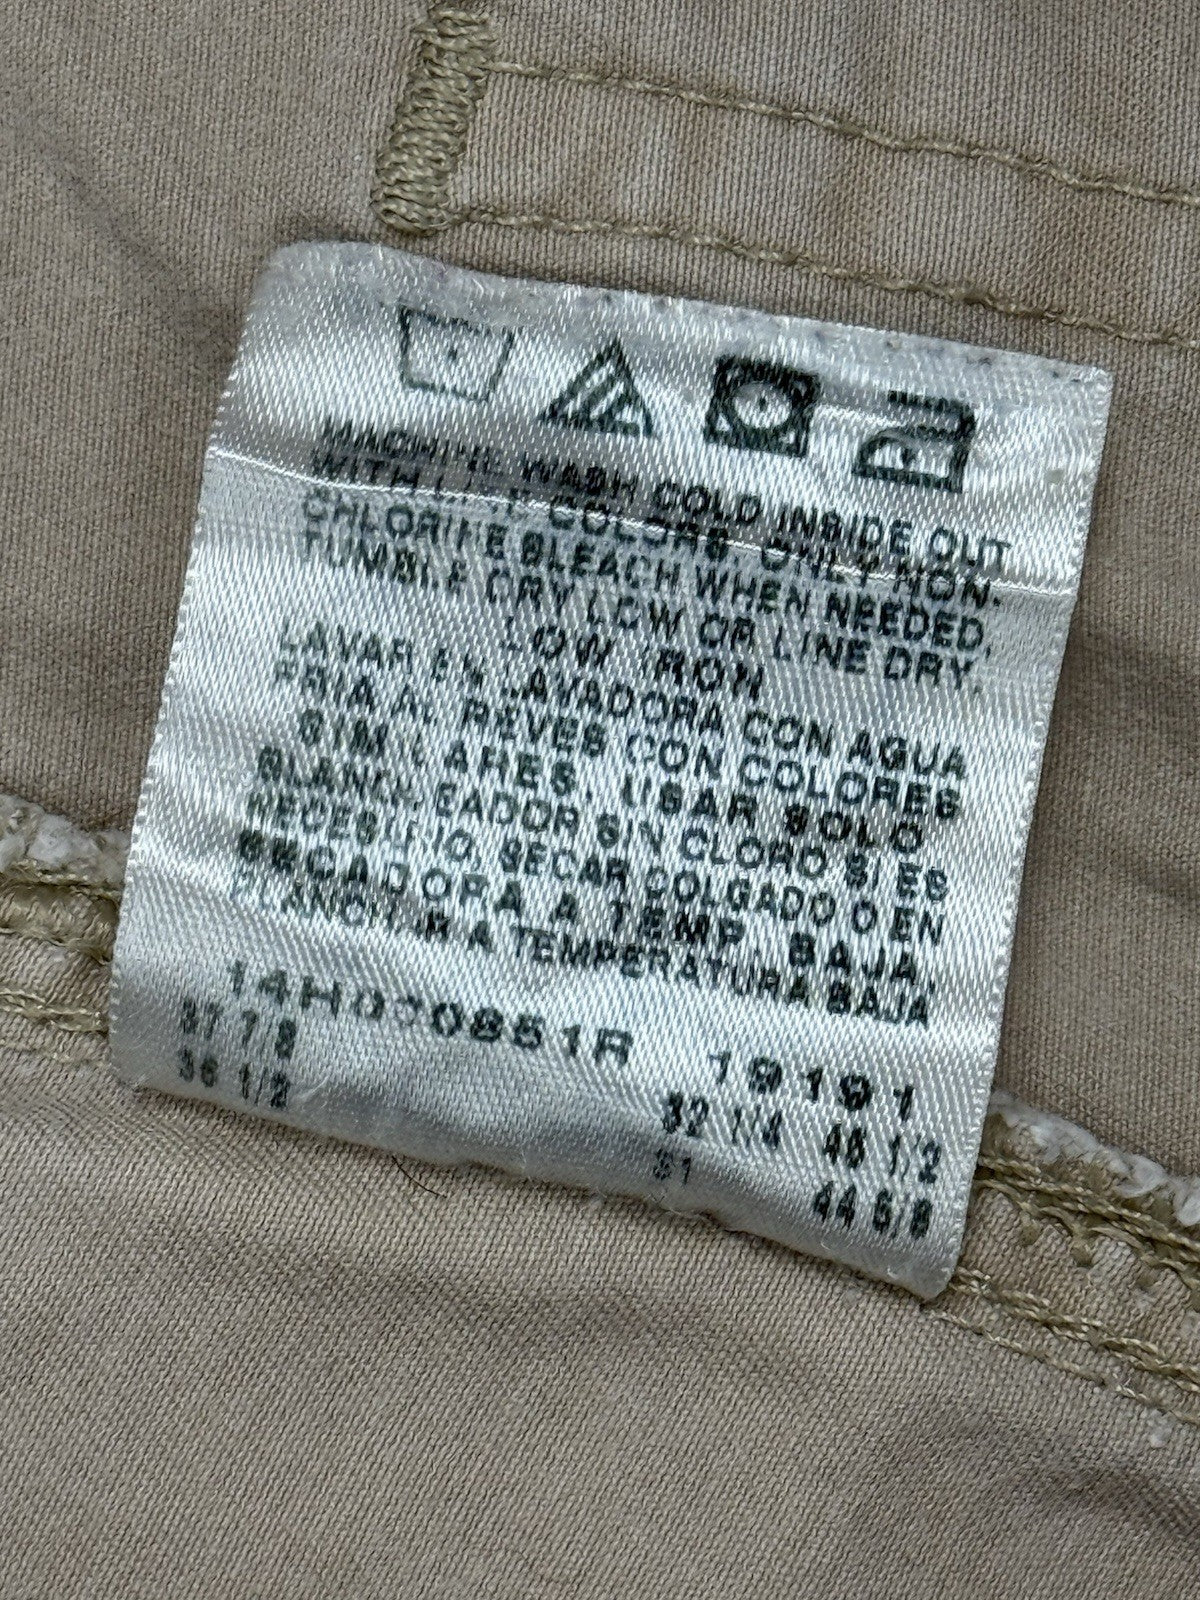 MACHINE WASH COLD INSIDE OUT
WITH LIKE COLORS. ONLY NON-
CHLORINE BLEACH WHEN NEEDED.
TUMBLE DRY LOW OR LINE DRY.
LOW IRON
LAVAR EN LAVADORA CON AGUA
FRIA AL REVES CON COLORES
SIMILARES. USAR SOLO
BLANQUEADOR SIN CLORO SI ES
NECESARIO. SECAR COLGADO O EN
SECADORA A TEMP. BAJA.
PLANCHAR A TEMPERATURA BAJA
19191
37 7/8 32 1/4 46 1/2
36 1/2 31 44 5/8